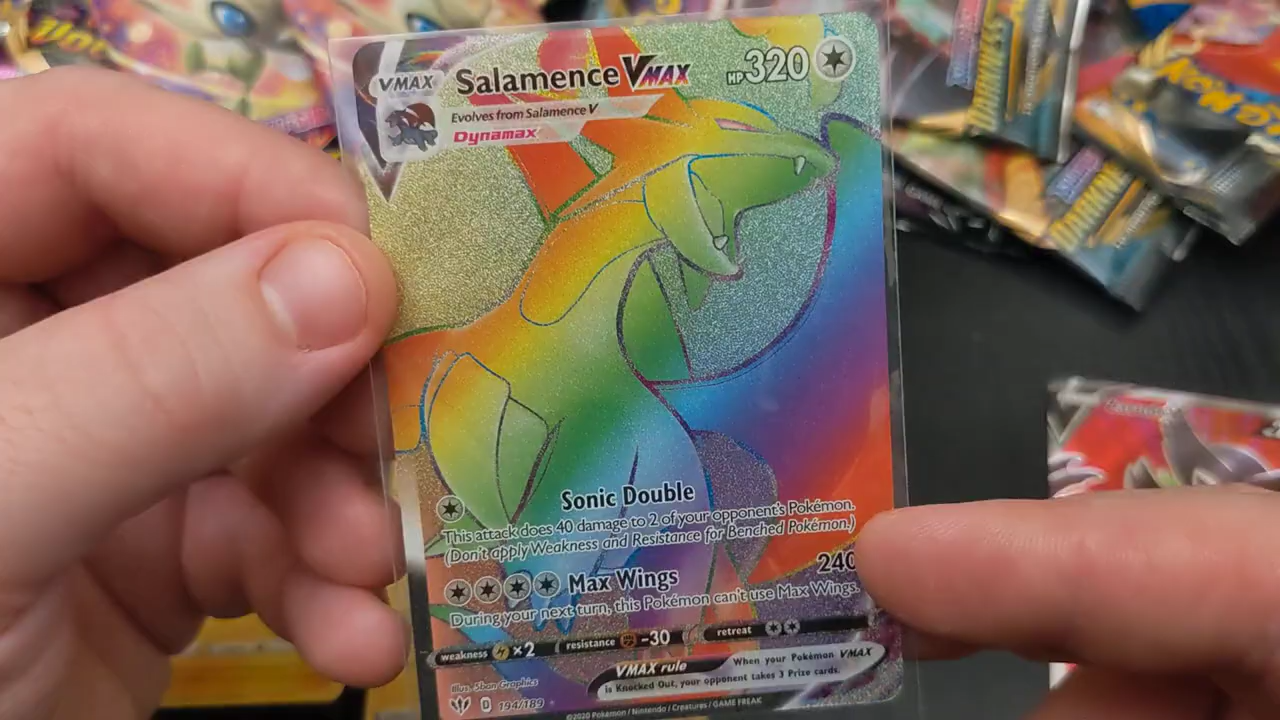 VMAX
Salamence VMAX
HP 320
Evolves from Salamence V
Dynamax
Sonic Double
This attack does 40 damage to 2 of your opponent's Pokémon.
(Don't apply Weakness and Resistance for Benched Pokémon.)
Max Wings 240
During your next turn, this Pokémon can't use Max Wings.
weakness ×2 resistance -30 retreat
VMAX rule When your Pokémon VMAX
is Knocked Out, your opponent takes 3 Prize cards.
Illus. 5ban Graphics
D 194/189
©2020 Pokémon / Nintendo / Creatures / GAME FREAK
DARKNESS
DARKNESS